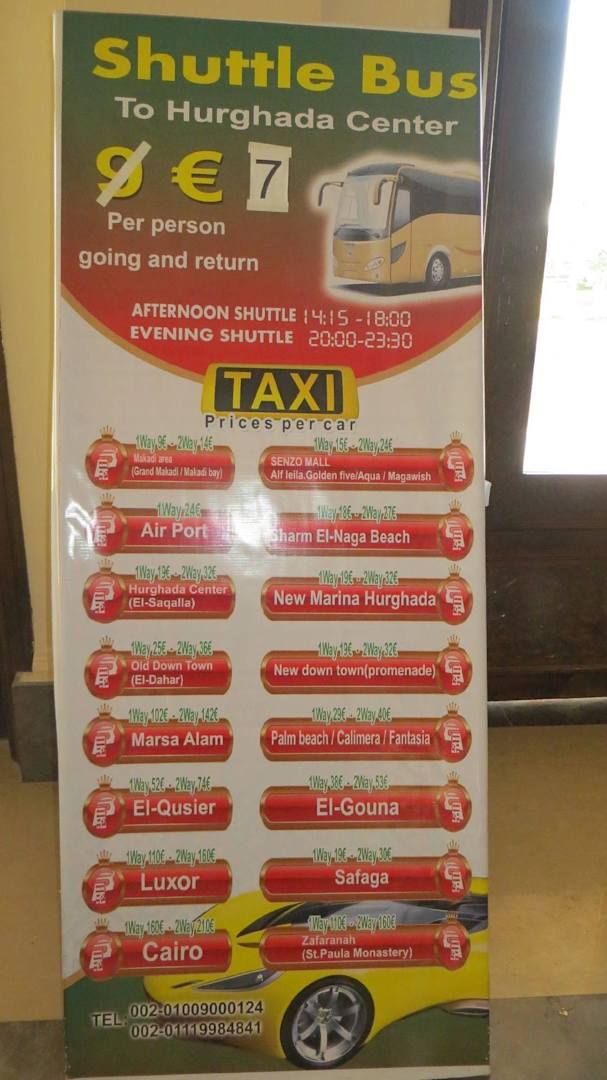 Shuttle Bus
To Hurghada Center
9 € 7
Per person
going and return
AFTERNOON SHUTTLE 14:15 -18:00
EVENING SHUTTLE 20:00-23:30
TAXI
Prices per car
1Way 9€ - 2Way 14€
Makadi area
(Grand Makadi / Makadi bay)
1Way 15€ - 2Way 24€
SENZO MALL
Alf leila.Golden five/Aqua / Magawish
1Way 24€
Air Port
1Way 18€ - 2Way 27€
Sharm El-Naga Beach
1Way 19€ - 2Way 32€
Hurghada Center
(El-Saqalla)
1Way 19€ - 2Way 32€
New Marina Hurghada
1Way 25€ - 2Way 36€
Old Down Town
(El-Dahar)
1Way 19€ - 2Way 32€
New down town(promenade)
1Way 102€ - 2Way 142€
Marsa Alam
1Way 29€ - 2Way 40€
Palm beach / Calimera / Fantasia
1Way 52€ - 2Way 74€
El-Qusier
1Way 38€ - 2Way 53€
El-Gouna
1Way 110€ - 2Way 160€
Luxor
1Way 19€ - 2Way 30€
Safaga
1Way 160€ - 2Way 210€
Cairo
1Way 110€ - 2Way 160€
Zafaranah
(St.Paula Monastery)
TEL: 002-01009000124
002-01119984841